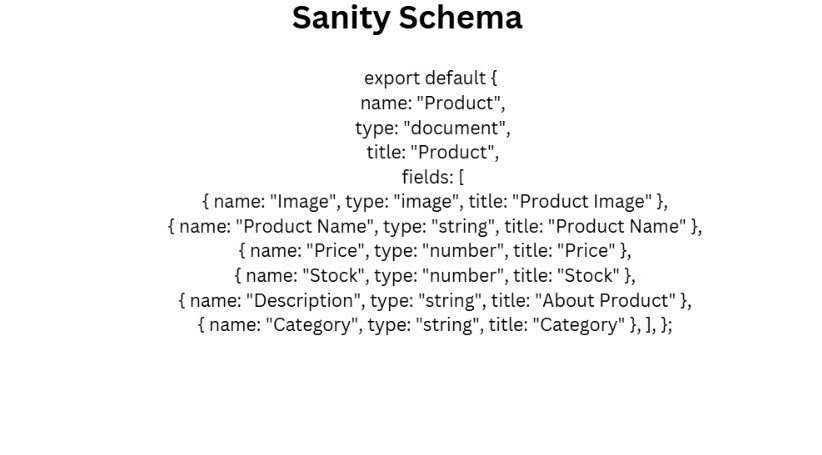 Sanity Schema
export default {
name: "Product",
type: "document",
title: "Product",
fields: [
{ name: "Image", type: "image", title: "Product Image" },
{ name: "Product Name", type: "string", title: "Product Name" },
{ name: "Price", type: "number", title: "Price" },
{ name: "Stock", type: "number", title: "Stock" },
{ name: "Description", type: "string", title: "About Product" },
{ name: "Category", type: "string", title: "Category" }, ], };